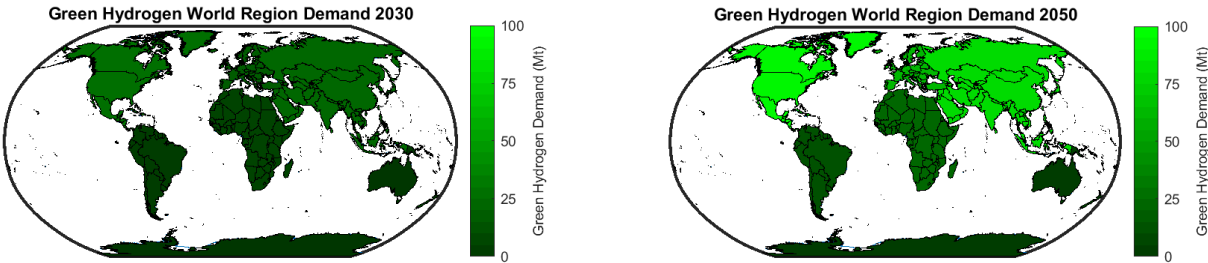 Green Hydrogen World Region Demand 2030
100
75
50
25
0
Green Hydrogen Demand (Mt)
Green Hydrogen World Region Demand 2050
100
75
50
25
0
Green Hydrogen Demand (Mt)